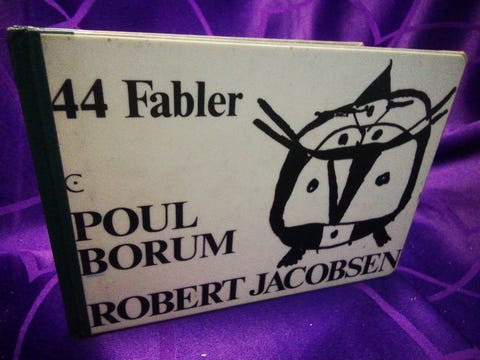 44 Fabler
POUL
BORUM
ROBERT JACOBSEN